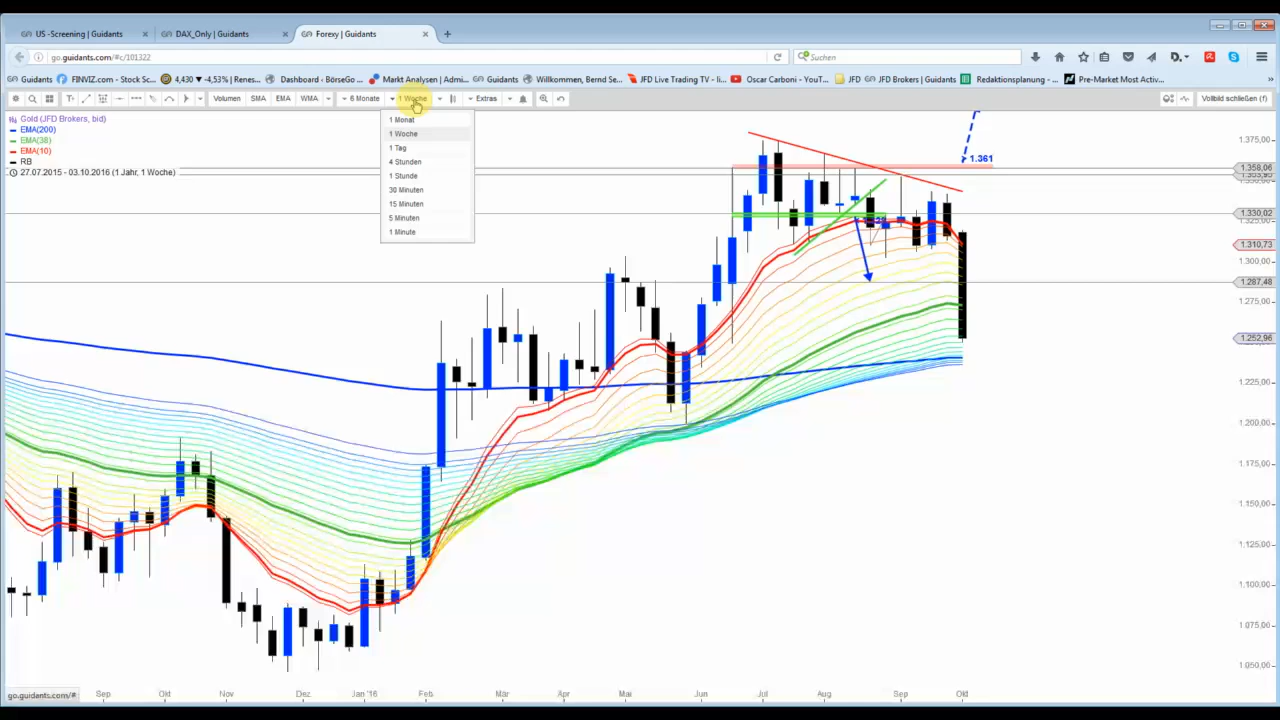 US -Screening | Guidants
DAX_Only | Guidants
Forexy | Guidants
go.guidants.com/#c/101322
Suchen
Guidants
FINVIZ.com - Stock Sc...
4,430 ▼ -4,53% | Renes...
Dashboard ‹ BörseGo ...
Markt Analysen | Admi...
Guidants
Willkommen, Bernd Se...
JFD Live Trading TV - li...
Oscar Carboni - YouT...
JFD
JFD Brokers | Guidants
Redaktionsplanung - ...
Pre-Market Most Activ...
Volumen
SMA
EMA
WMA
6 Monate
1 Woche
Extras
Vollbild schließen (f)
Gold (JFD Brokers, bid)
EMA(200)
EMA(38)
EMA(10)
RB
27.07.2015 - 03.10.2016 (1 Jahr, 1 Woche)
1 Monat
1 Woche
1 Tag
4 Stunden
1 Stunde
30 Minuten
15 Minuten
5 Minuten
1 Minute
1.361
1.375,00
1.358,06
1.330,02
1.310,73
1.300,00
1.287,48
1.275,00
1.252,96
1.225,00
1.200,00
1.175,00
1.150,00
1.125,00
1.100,00
1.075,00
1.050,00
go.guidants.com/#
Sep
Okt
Nov
Dez
Jan '16
Feb
Mär
Apr
Mai
Jun
Jul
Aug
Sep
Okt